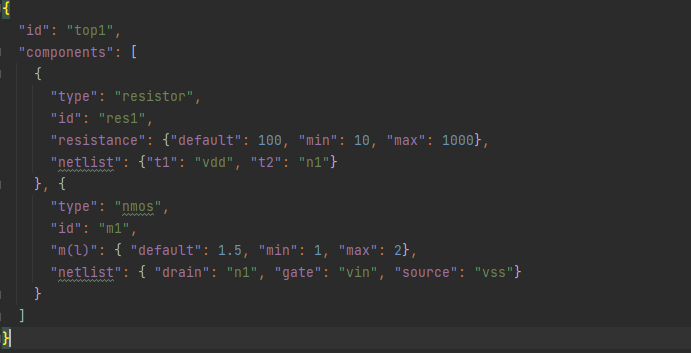 {
  "id": "top1",
  "components": [
    {
      "type": "resistor",
      "id": "res1",
      "resistance": {"default": 100, "min": 10, "max": 1000},
      "netlist": {"t1": "vdd", "t2": "n1"}
    }, {
      "type": "nmos",
      "id": "m1",
      "m(l)": { "default": 1.5, "min": 1, "max": 2},
      "netlist": { "drain": "n1", "gate": "vin", "source": "vss"}
    }
  ]
}